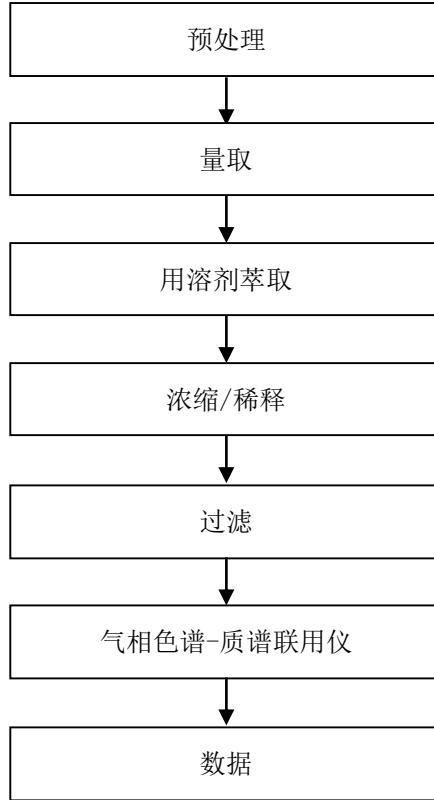 预处理
量取
用溶剂萃取
浓缩/稀释
过滤
气相色谱-质谱联用仪
数据